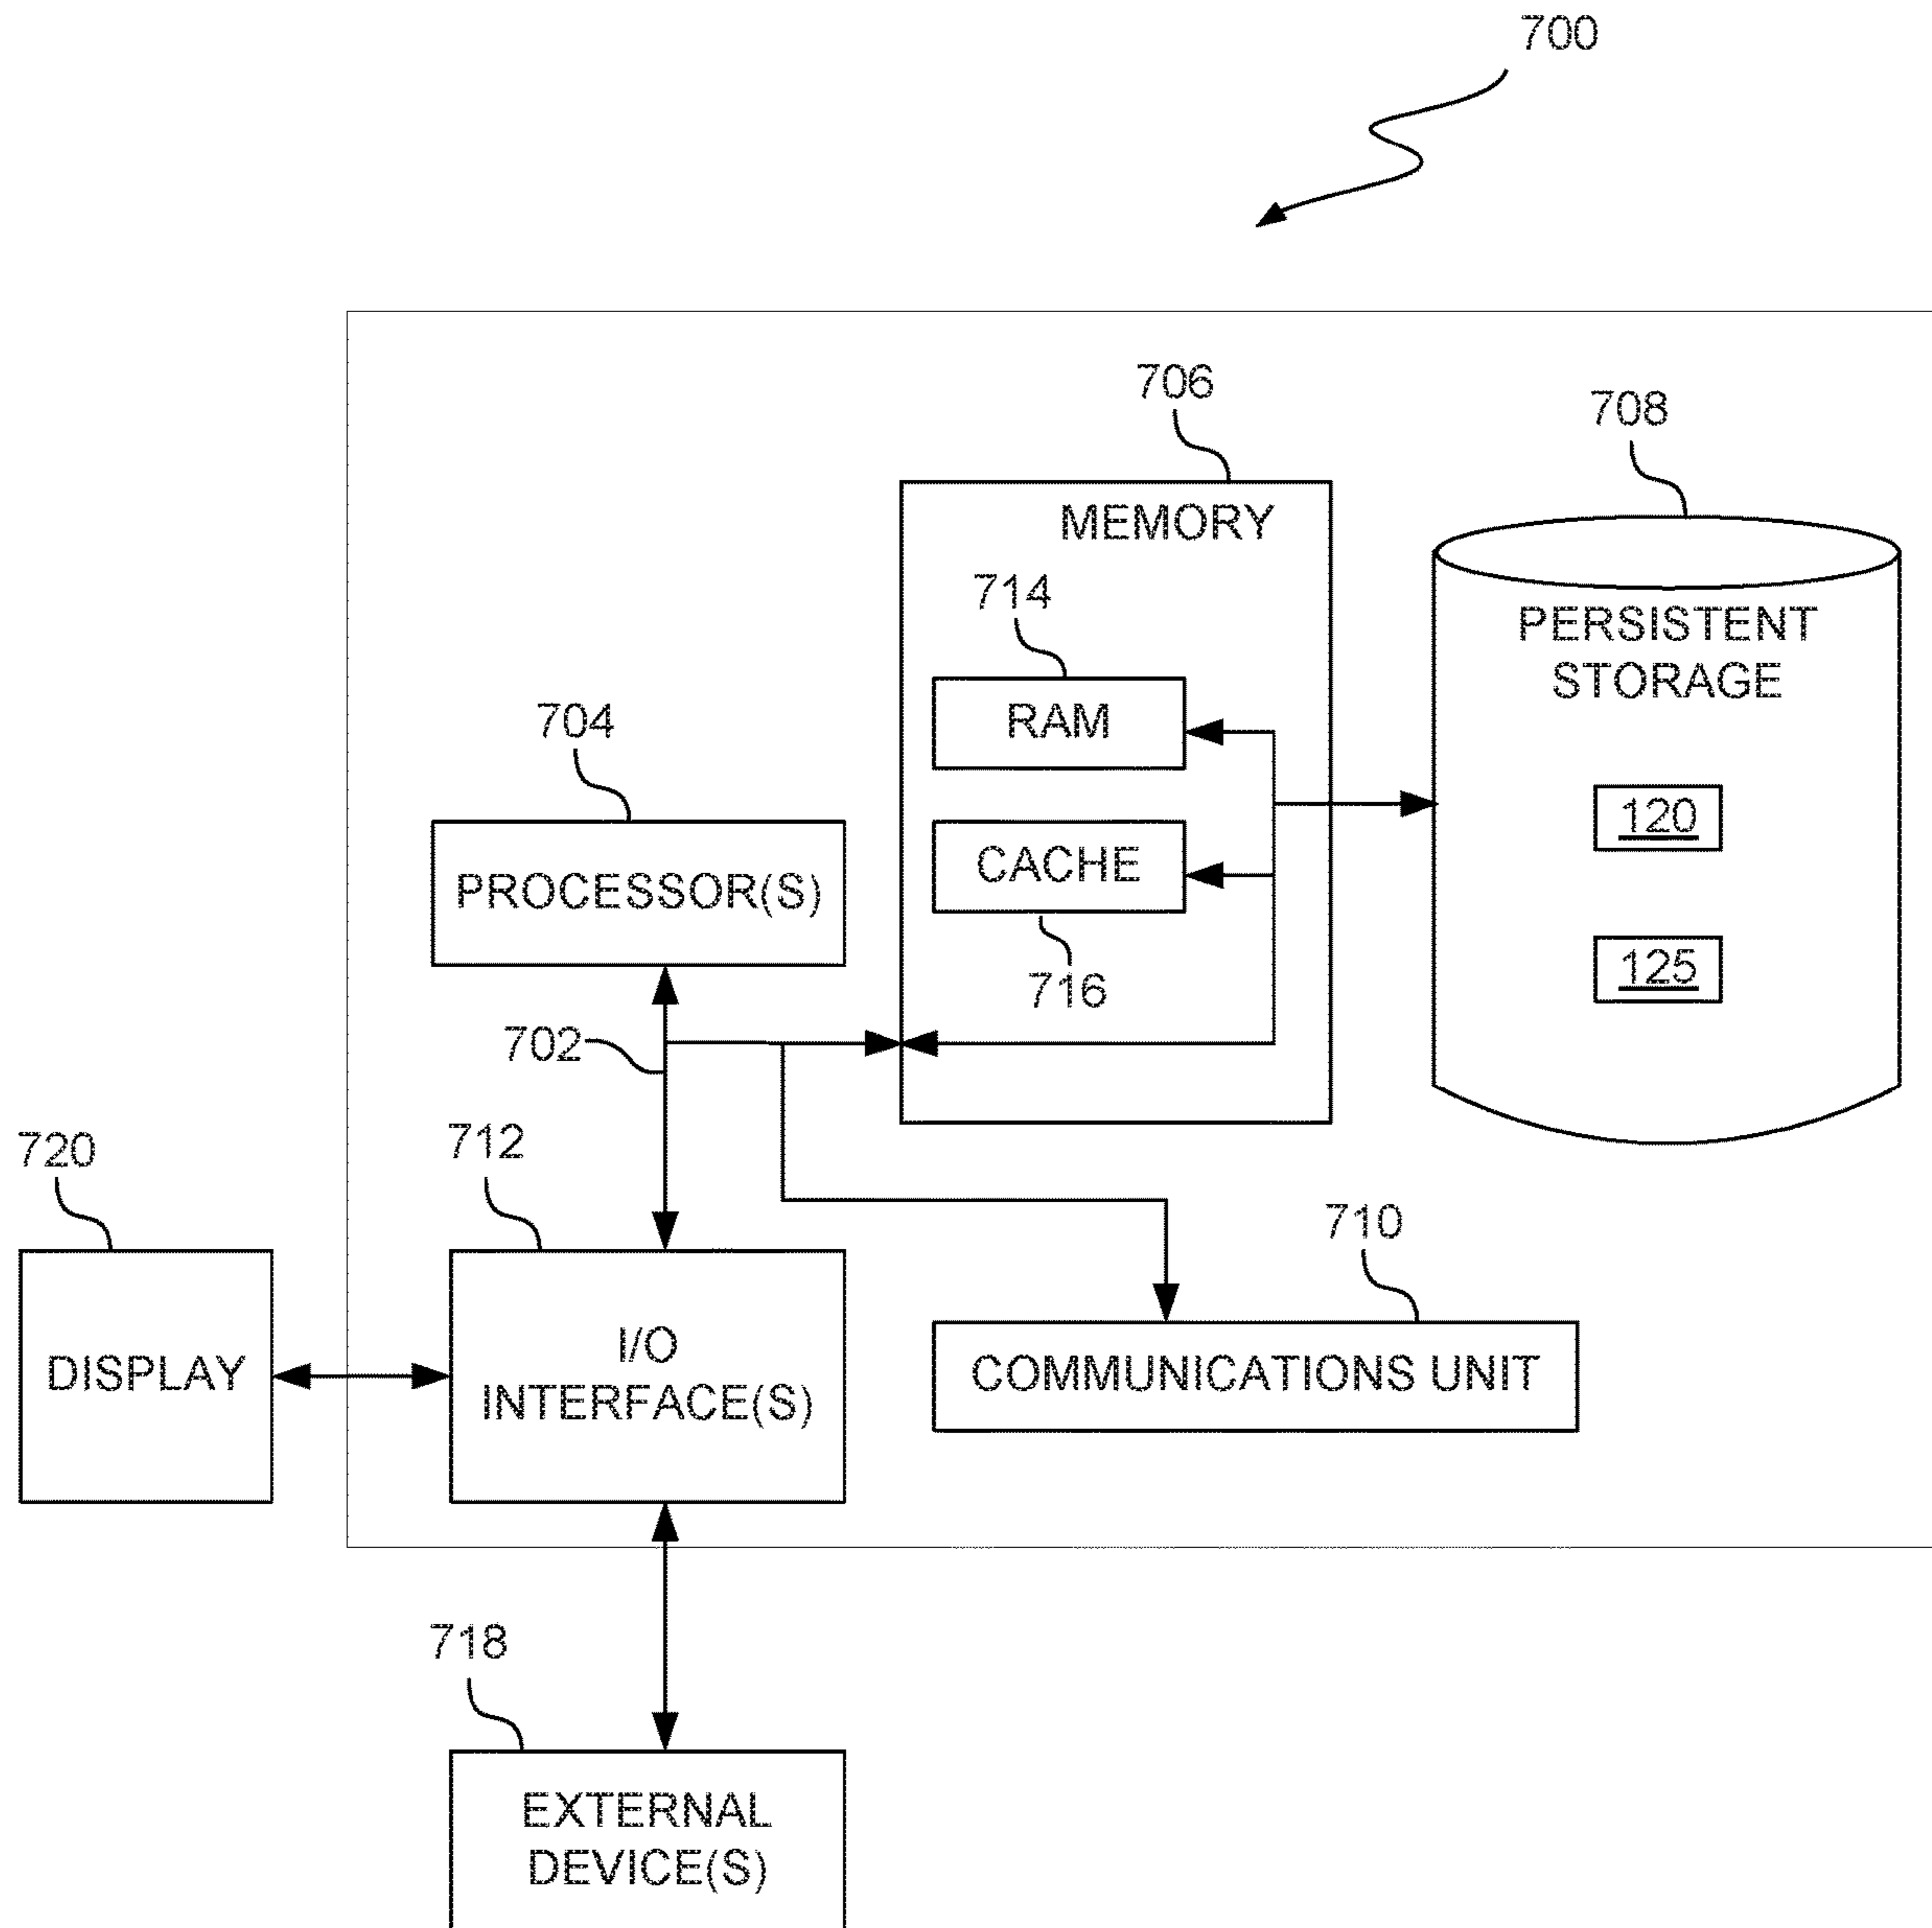 700
706
708
MEMORY
714
PERSISTENT
STORAGE
RAM
704
120
CACHE
PROCESSOR(S)
125
716
702
720
712
710
I/O
INTERFACE(S)
DISPLAY
COMMUNICATIONS UNIT
718
EXTERNAL
DEVICE(S)